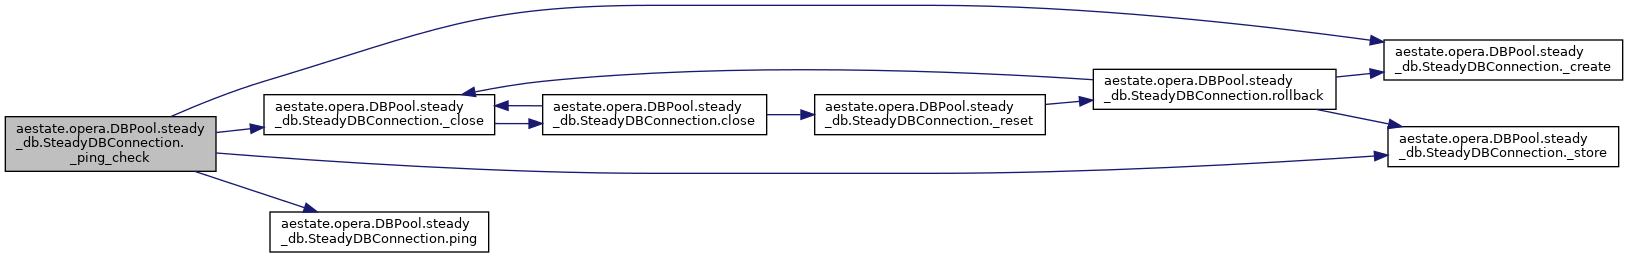 aestate.opera.DBPool.steady
_db.SteadyDBConnection.
_ping_check
aestate.opera.DBPool.steady
_db.SteadyDBConnection._close
aestate.opera.DBPool.steady
_db.SteadyDBConnection.close
aestate.opera.DBPool.steady
_db.SteadyDBConnection._reset
aestate.opera.DBPool.steady
_db.SteadyDBConnection.rollback
aestate.opera.DBPool.steady
_db.SteadyDBConnection._create
aestate.opera.DBPool.steady
_db.SteadyDBConnection._store
aestate.opera.DBPool.steady
_db.SteadyDBConnection.ping